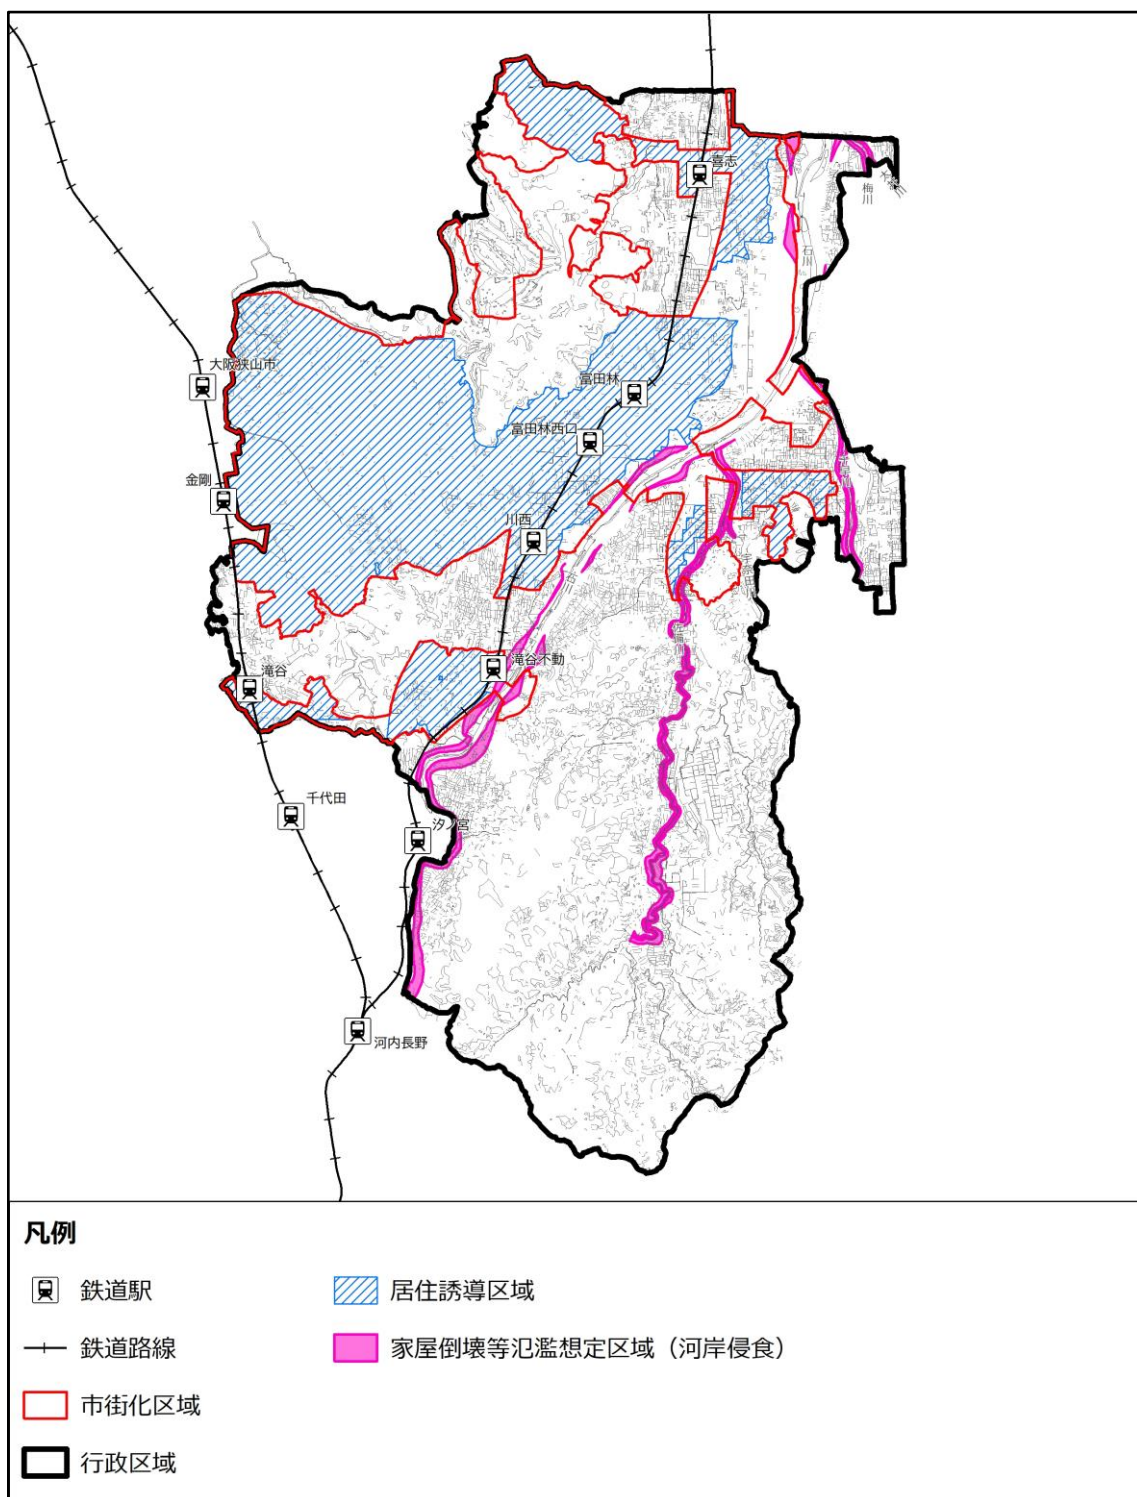 喜志
梅川
石川
大阪狭山市
富田林
富田林西口
金剛
川西
滝谷不動
滝谷
千代田
汐ノ宮
河内長野
凡例
鉄道駅
居住誘導区域
鉄道路線
家屋倒壊等氾濫想定区域（河岸侵食）
市街化区域
行政区域